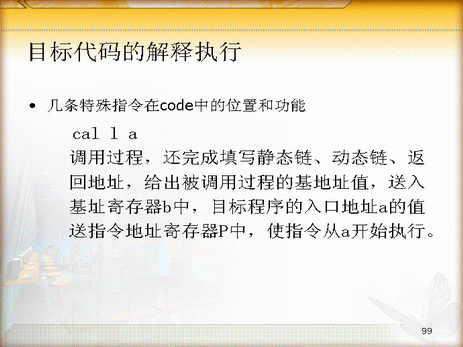 目标代码的解释执行
• 几条特殊指令在code中的位置和功能
cal l a
调用过程，还完成填写静态链、动态链、返
回地址，给出被调用过程的基地址值，送入
基址寄存器b中，目标程序的入口地址a的值
送指令地址寄存器P中，使指令从a开始执行。
99